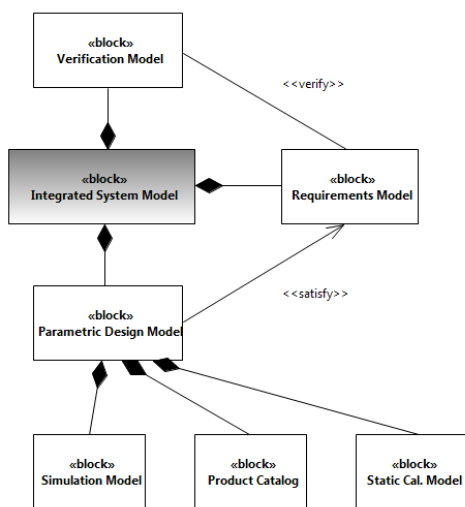 «block»
Verification Model
<<verify>>
«block»
Integrated System Model
«block»
Requirements Model
<<satisfy>>
«block»
Parametric Design Model
«block»
Simulation Model
«block»
Product Catalog
«block»
Static Cal. Model